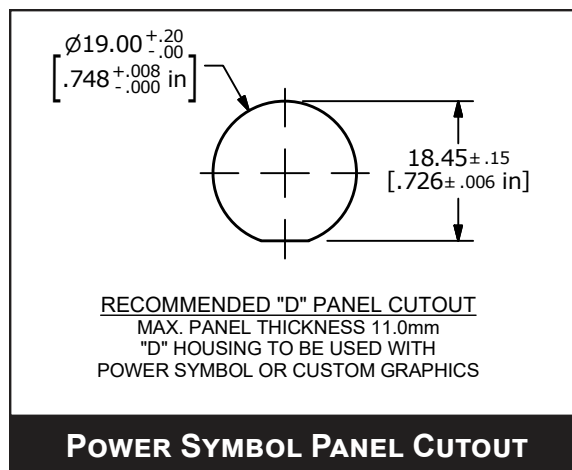 Ø19.00 +.20 -.00
[.748 +.008 -.000 in]
18.45± .15
[.726± .006 in]
RECOMMENDED "D" PANEL CUTOUT
MAX. PANEL THICKNESS 11.0mm
"D" HOUSING TO BE USED WITH
POWER SYMBOL OR CUSTOM GRAPHICS
POWER SYMBOL PANEL CUTOUT